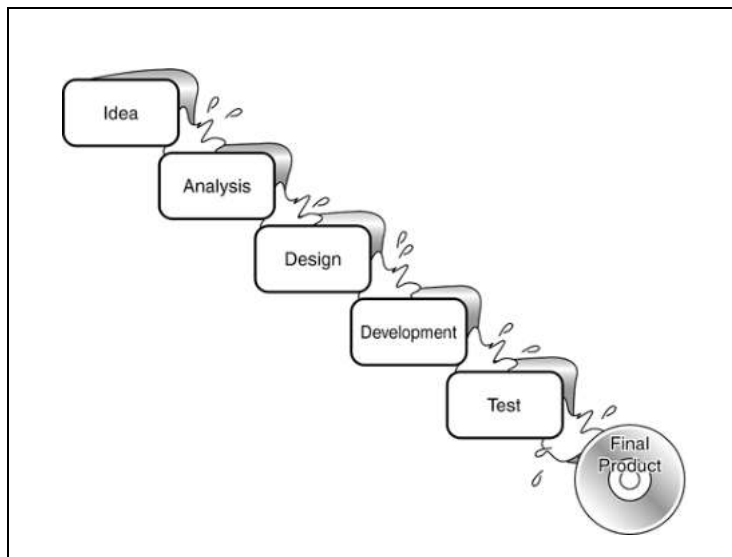 Idea
Analysis
Design
Development
Test
Final
Product